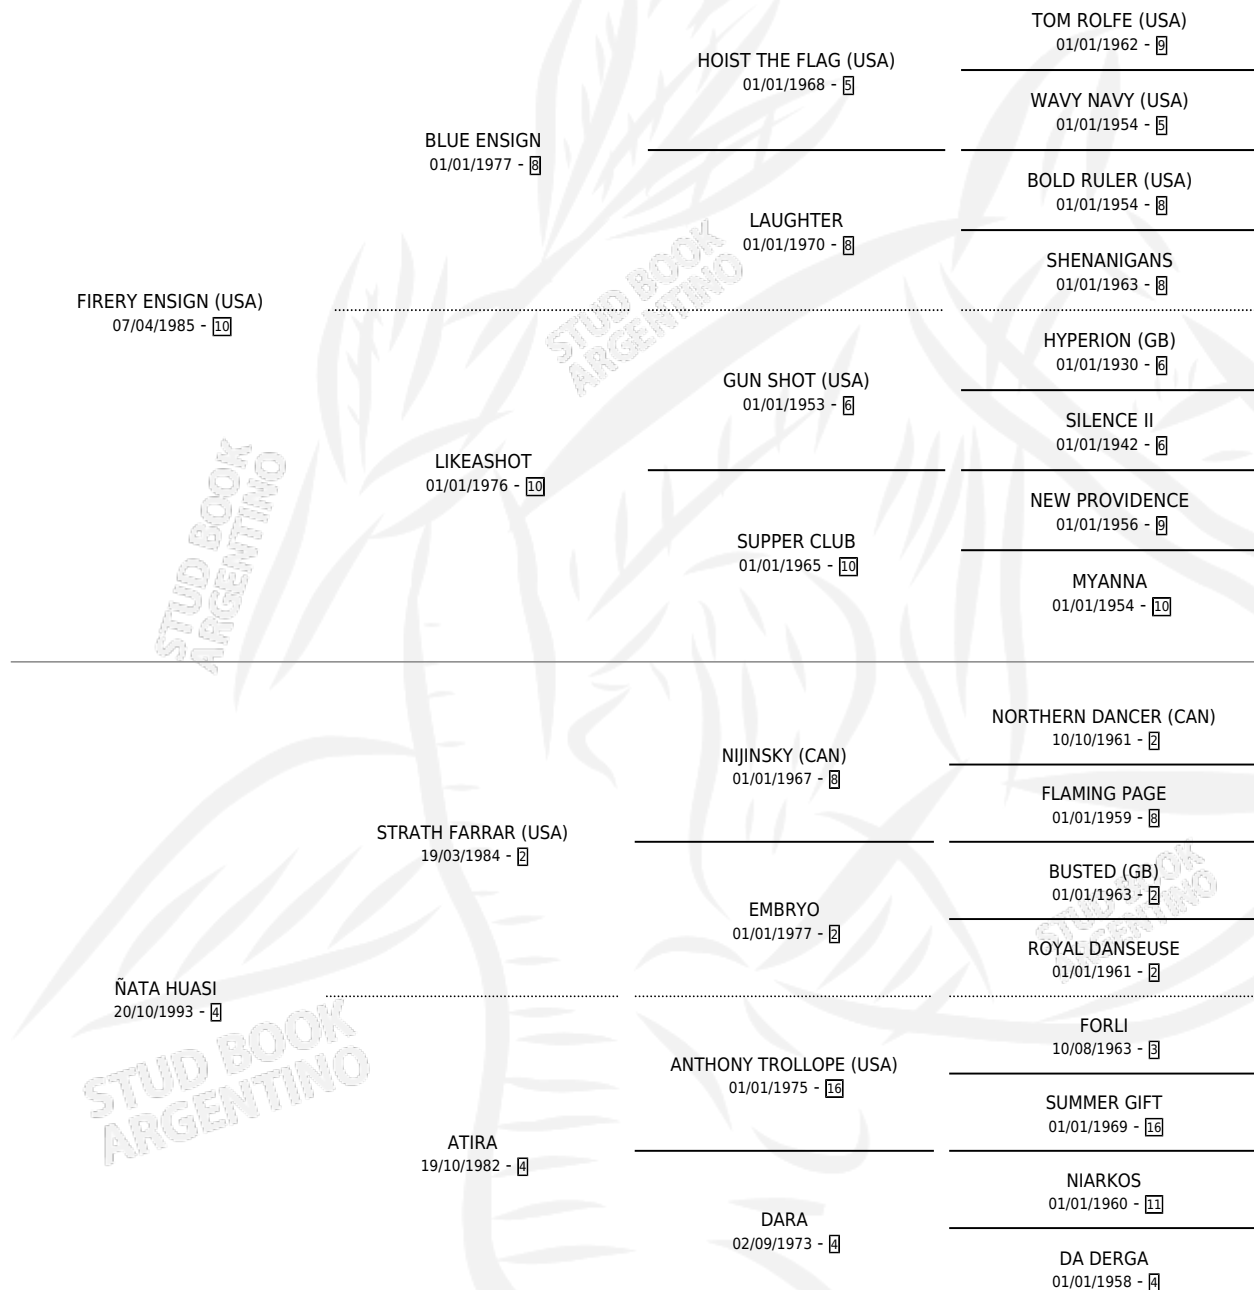 TOM ROLFE (USA)
01/01/1962 - 9
HOIST THE FLAG (USA)
01/01/1968 - 5
WAVY NAVY (USA)
01/01/1954 - 5
BLUE ENSIGN
01/01/1977 - 8
BOLD RULER (USA)
01/01/1954 - 8
LAUGHTER
01/01/1970 - 8
SHENANIGANS
01/01/1963 - 8
FIRERY ENSIGN (USA)
07/04/1985 - 10
STUD BOOK
ARGENTINO
HYPERION (GB)
01/01/1930 - 6
GUN SHOT (USA)
01/01/1953 - 6
SILENCE II
01/01/1942 - 6
LIKEASHOT
01/01/1976 - 10
NEW PROVIDENCE
01/01/1956 - 9
SUPPER CLUB
01/01/1965 - 10
MYANNA
01/01/1954 - 10
STUD BOOK
ARGENTINO
NORTHERN DANCER (CAN)
10/10/1961 - 2
NIJINSKY (CAN)
01/01/1967 - 8
FLAMING PAGE
01/01/1959 - 8
STRATH FARRAR (USA)
19/03/1984 - 2
BUSTED (GB)
01/01/1963 - 2
EMBRYO
01/01/1977 - 2
ROYAL DANSEUSE
01/01/1961 - 2
STUD BOOK
ARGENTINO
ÑATA HUASI
20/10/1993 - 4
FORLI
10/08/1963 - 3
ANTHONY TROLLOPE (USA)
01/01/1975 - 16
SUMMER GIFT
01/01/1969 - 16
STUD BOOK
ARGENTINO
ATIRA
19/10/1982 - 4
NIARKOS
01/01/1960 - 11
DARA
02/09/1973 - 4
DA DERGA
01/01/1958 - 4